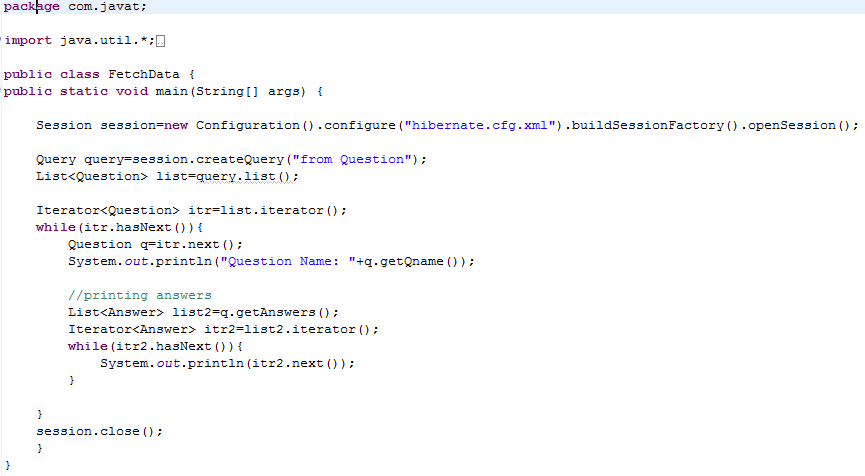 package com.javat;
import java.util.*;
public class FetchData {
public static void main(String[] args) {
Session session=new Configuration().configure("hibernate.cfg.xml").buildSessionFactory().openSession();
Query query=session.createQuery("from Question");
List<Question> list=query.list();
Iterator<Question> itr=list.iterator();
while(itr.hasNext()){
Question q=itr.next();
System.out.println("Question Name: "+q.getQname());
//printing answers
List<Answer> list2=q.getAnswers();
Iterator<Answer> itr2=list2.iterator();
while(itr2.hasNext()){
System.out.println(itr2.next());
}
}
session.close();
}
}